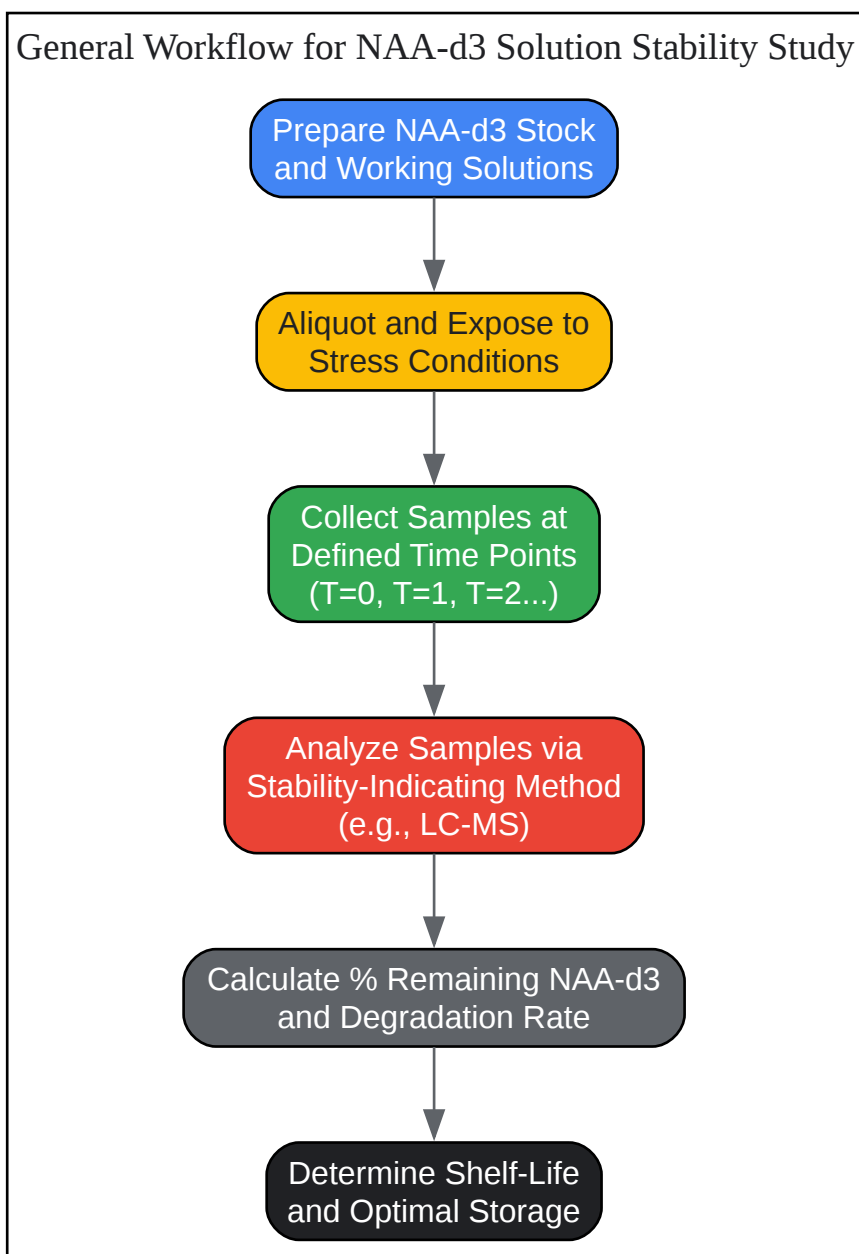 General Workflow for NAA-d3 Solution Stability Study
Prepare NAA-d3 Stock
and Working Solutions
Aliquot and Expose to
Stress Conditions
Collect Samples at
Defined Time Points
(T=0, T=1, T=2...)
Analyze Samples via
Stability-Indicating Method
(e.g., LC-MS)
Calculate % Remaining NAA-d3
and Degradation Rate
Determine Shelf-Life
and Optimal Storage